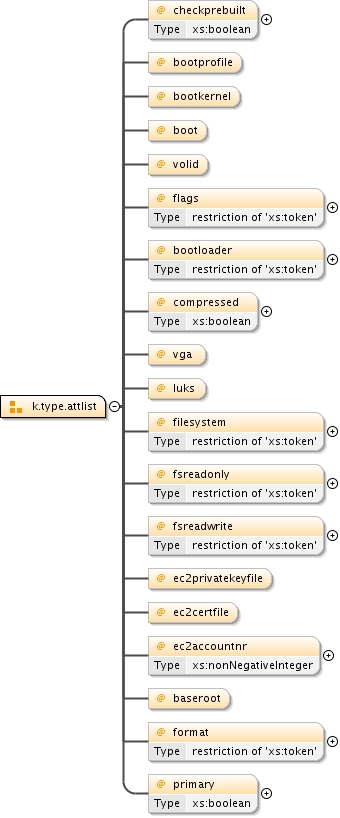 @ checkprebuilt
Type xs:boolean
@ bootprofile
@ bootkernel
@ boot
@ volid
@ flags
Type restriction of 'xs:token'
@ bootloader
Type restriction of 'xs:token'
@ compressed
Type xs:boolean
@ vga
k.type.attlist
@ luks
@ filesystem
Type restriction of 'xs:token'
@ fsreadonly
Type restriction of 'xs:token'
@ fsreadwrite
Type restriction of 'xs:token'
@ ec2privatekeyfile
@ ec2certfile
@ ec2accountnr
Type xs:nonNegativeInteger
@ baseroot
@ format
Type restriction of 'xs:token'
@ primary
Type xs:boolean